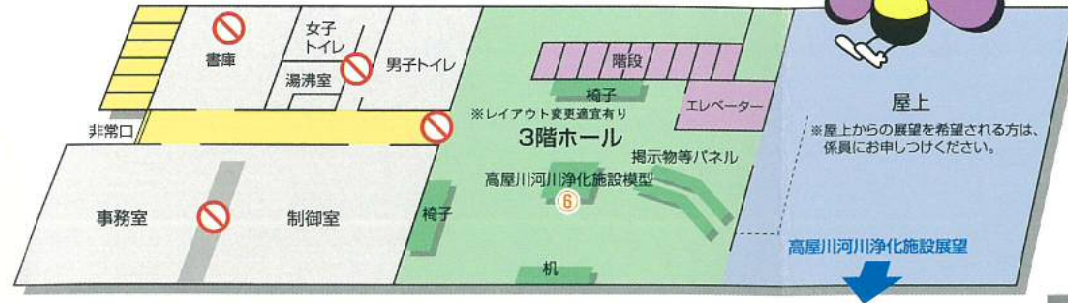 女子
トイレ
書庫
湯沸室
男子トイレ
階段
椅子
エレベーター
屋上
※屋上からの展望を希望される方は、
係員にお申しつけください。
非常口
※レイアウト変更適宜有り
3階ホール
掲示物等パネル
高屋川河川浄化施設模型
⑥
事務室
制御室
椅子
机
高屋川河川浄化施設展望